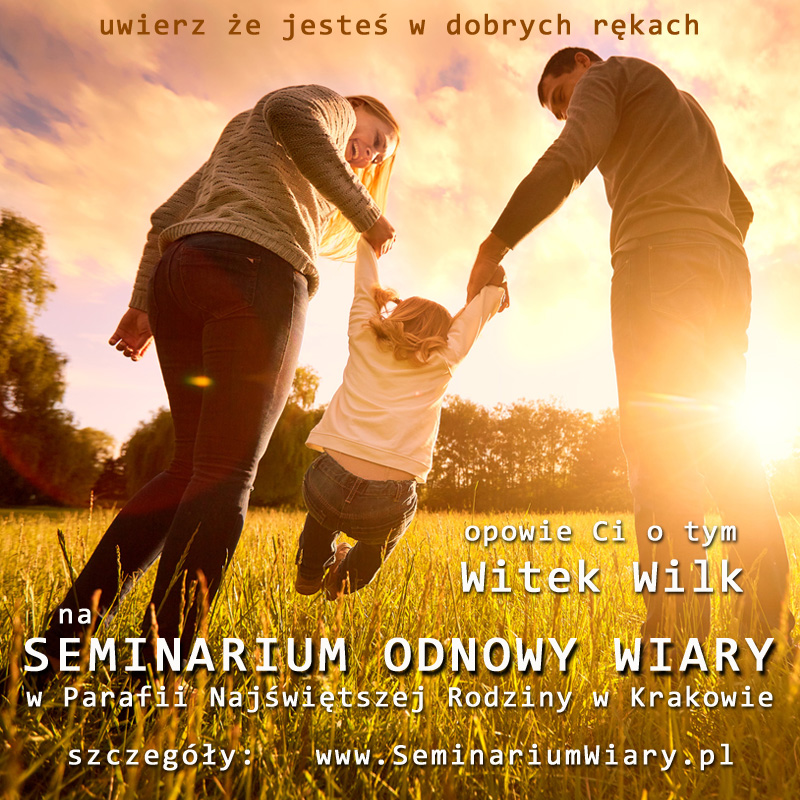 uwierz że jesteś w dobrych rękach
opowie Ci o tym
Witek Wilk
na
SEMINARIUM ODNOWY WIARY
w Parafii Najświętszej Rodziny w Krakowie
szczegóły: www.SeminariumWiary.pl